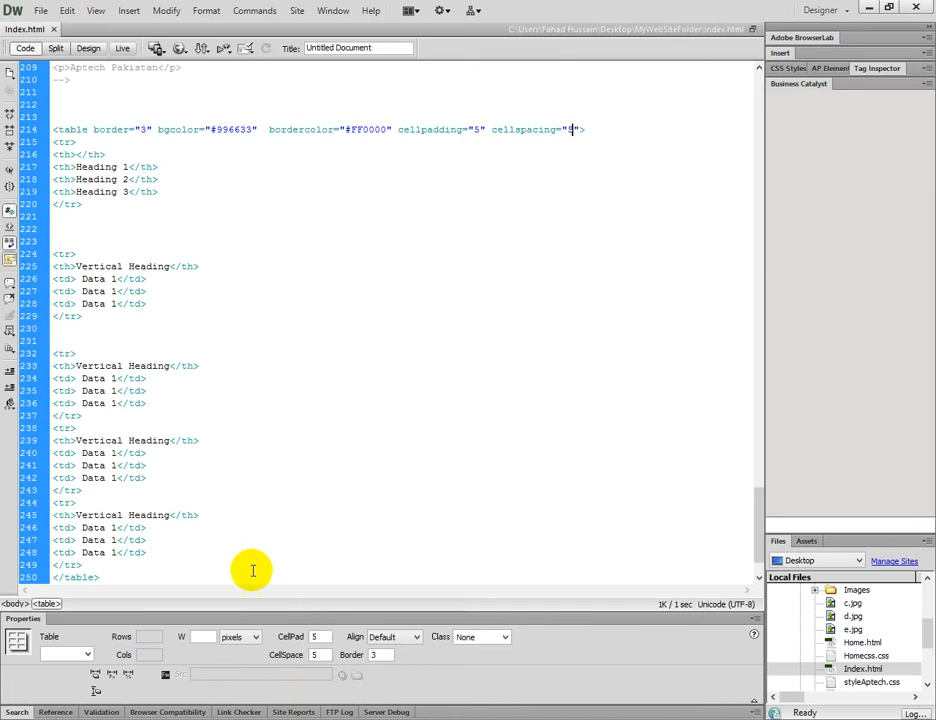 Dw File Edit View Insert Modify Format Commands Site Window Help Designer
Index.html C:\Users\Fahad Hussain\Desktop\MyWebSiteFolder\Index.html
Code Split Design Live Title: Untitled Document
Adobe BrowserLab
Insert
CSS Styles AP Elemen Tag Inspector
Business Catalyst
209 <p>Aptech Pakistan</p>
210 -->
211
212
213
214 <table border="3" bgcolor="#996633" bordercolor="#FF0000" cellpadding="5" cellspacing="5">
215 <tr>
216 <th></th>
217 <th>Heading 1</th>
218 <th>Heading 2</th>
219 <th>Heading 3</th>
220 </tr>
221
222
223
224 <tr>
225 <th>Vertical Heading</th>
226 <td> Data 1</td>
227 <td> Data 1</td>
228 <td> Data 1</td>
229 </tr>
230
231
232 <tr>
233 <th>Vertical Heading</th>
234 <td> Data 1</td>
235 <td> Data 1</td>
236 <td> Data 1</td>
237 </tr>
238 <tr>
239 <th>Vertical Heading</th>
240 <td> Data 1</td>
241 <td> Data 1</td>
242 <td> Data 1</td>
243 </tr>
244 <tr>
245 <th>Vertical Heading</th>
246 <td> Data 1</td>
247 <td> Data 1</td>
248 <td> Data 1</td>
249 </tr>
250 </table>
<body> <table> 1K / 1 sec Unicode (UTF-8)
Properties
Table Rows W pixels CellPad 5 Align Default Class None
Cols CellSpace 5 Border 3
Src
Search Reference Validation Browser Compatibility Link Checker Site Reports FTP Log Server Debug
Files Assets
Desktop Manage Sites
Local Files
Images
c.jpg
d.jpg
e.jpg
Home.html
Homecss.css
Index.html
styleAptech.css
Ready Log...